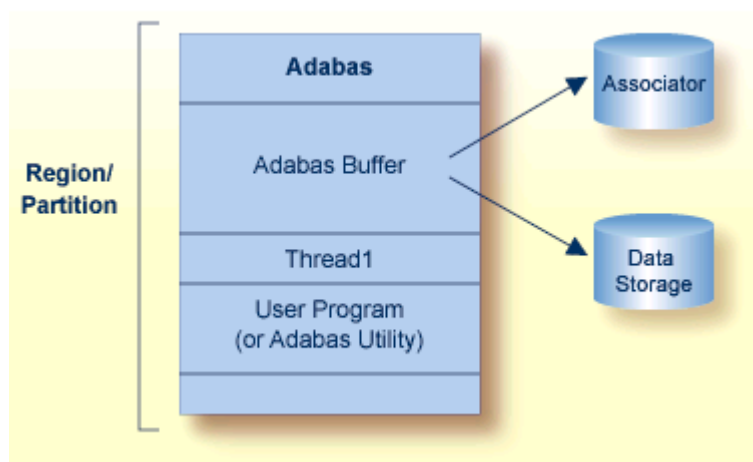 Adabas
Associator
Region/
Partition
Adabas Buffer
Thread1
Data
Storage
User Program
(or Adabas Utility)